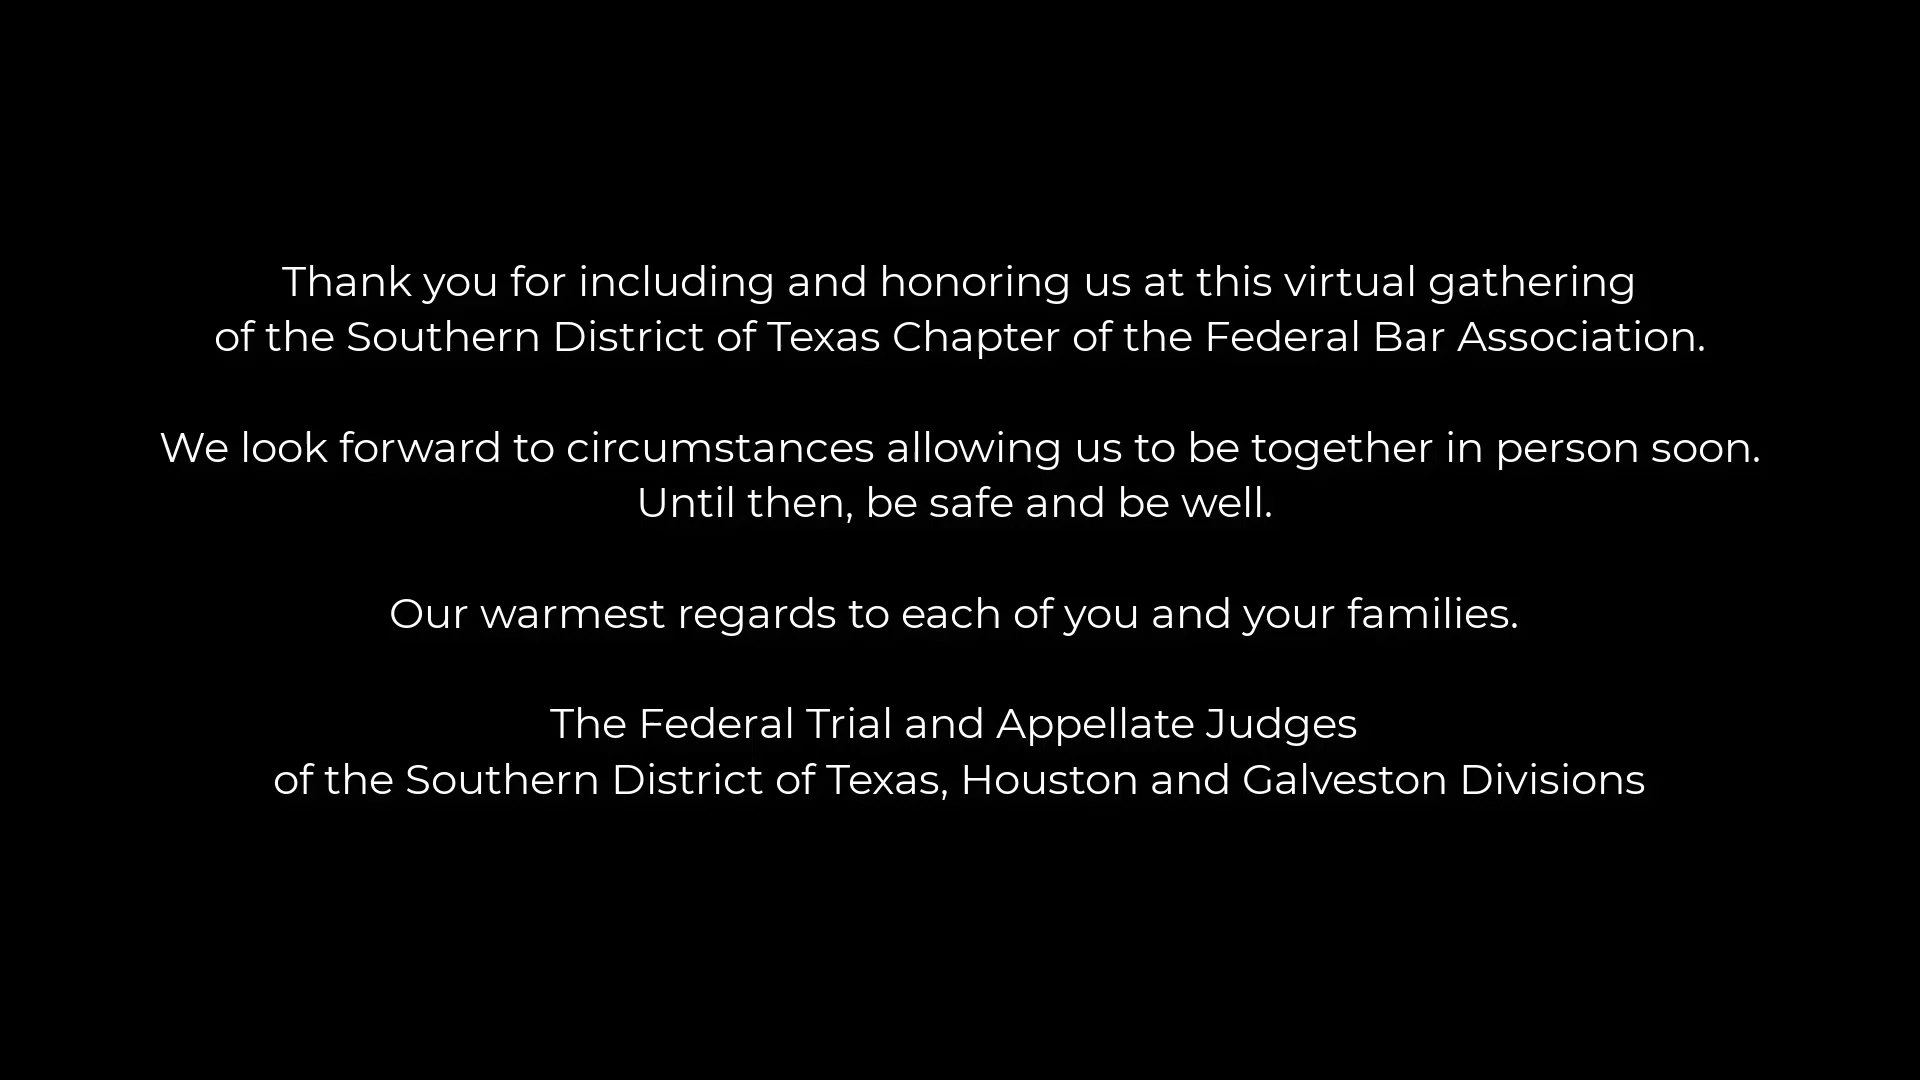 Thank you for including and honoring us at this virtual gathering
of the Southern District of Texas Chapter of the Federal Bar Association.
We look forward to circumstances allowing us to be together in person soon.
Until then, be safe and be well.
Our warmest regards to each of you and your families.
The Federal Trial and Appellate Judges
of the Southern District of Texas, Houston and Galveston Divisions